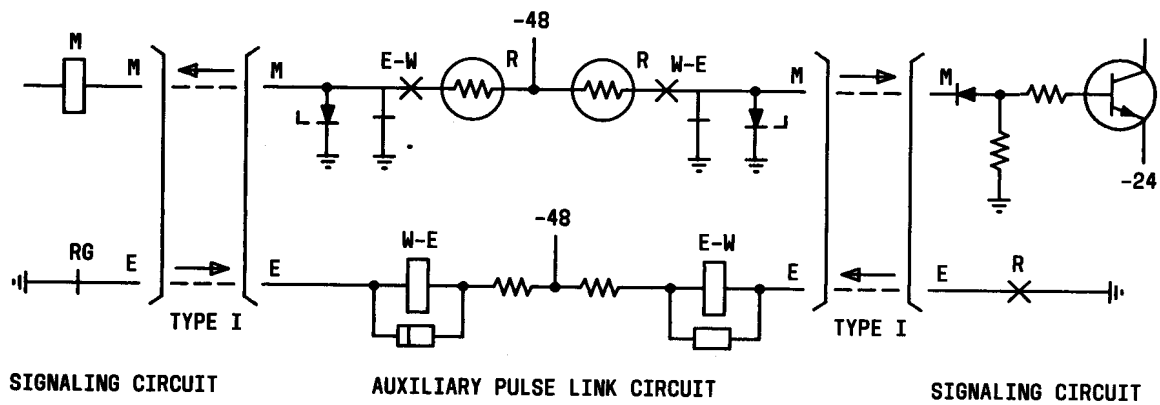 -48
M
E-W
R
R
W-E
M
M
M
M
-24
-48
RG
W-E
E-W
R
E
E
E
E
TYPE I
TYPE I
SIGNALING CIRCUIT
AUXILIARY PULSE LINK CIRCUIT
SIGNALING CIRCUIT